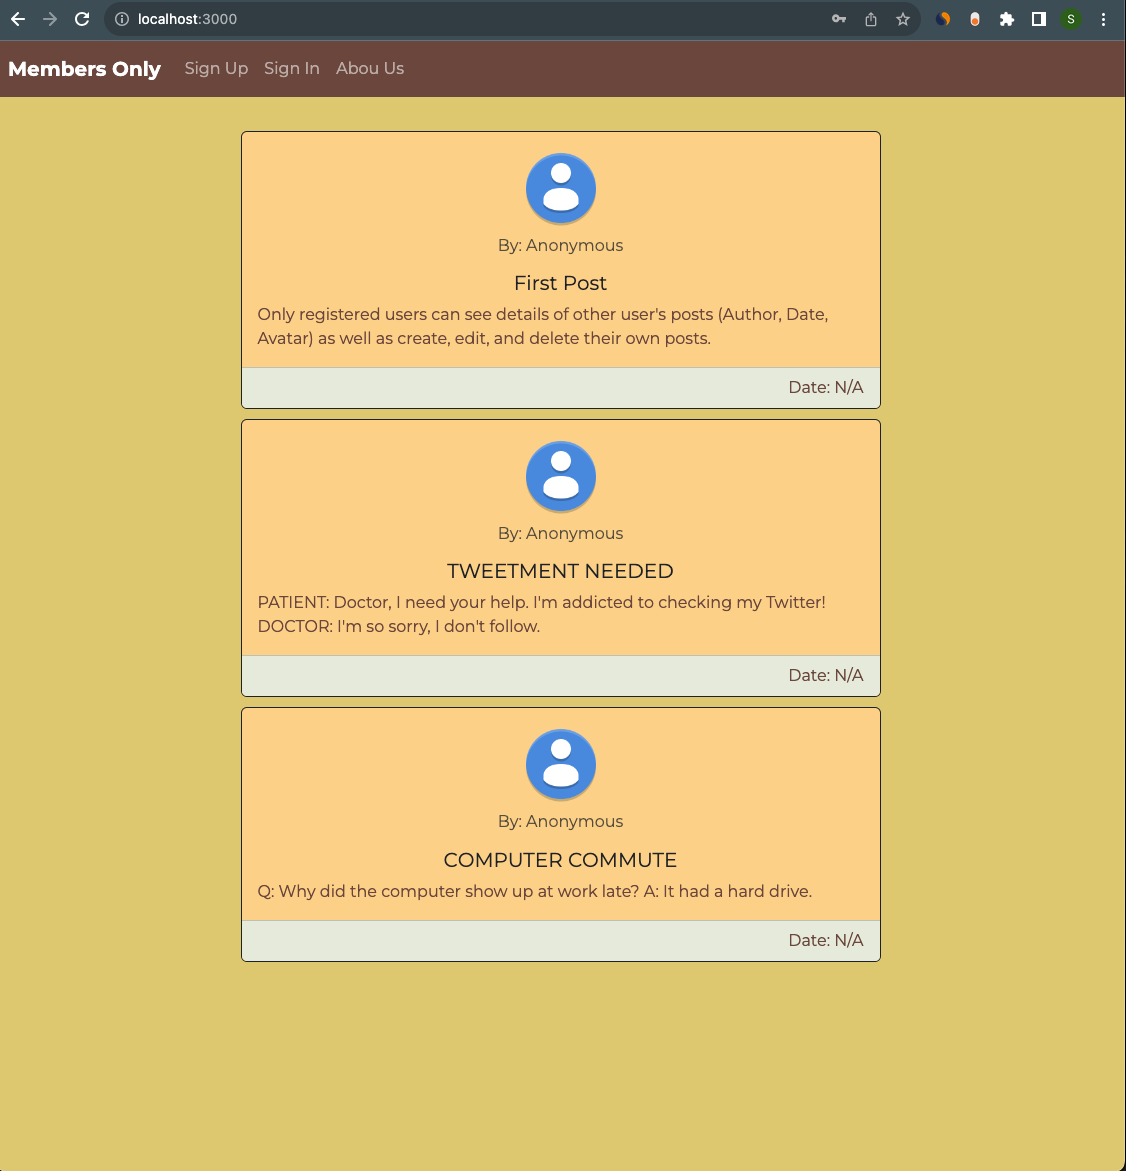 localhost:3000
S
Members Only Sign Up Sign In Abou Us
By: Anonymous
First Post
Only registered users can see details of other user's posts (Author, Date,
Avatar) as well as create, edit, and delete their own posts.
Date: N/A
By: Anonymous
TWEETMENT NEEDED
PATIENT: Doctor, I need your help. I'm addicted to checking my Twitter!
DOCTOR: I'm so sorry, I don't follow.
Date: N/A
By: Anonymous
COMPUTER COMMUTE
Q: Why did the computer show up at work late? A: It had a hard drive.
Date: N/A